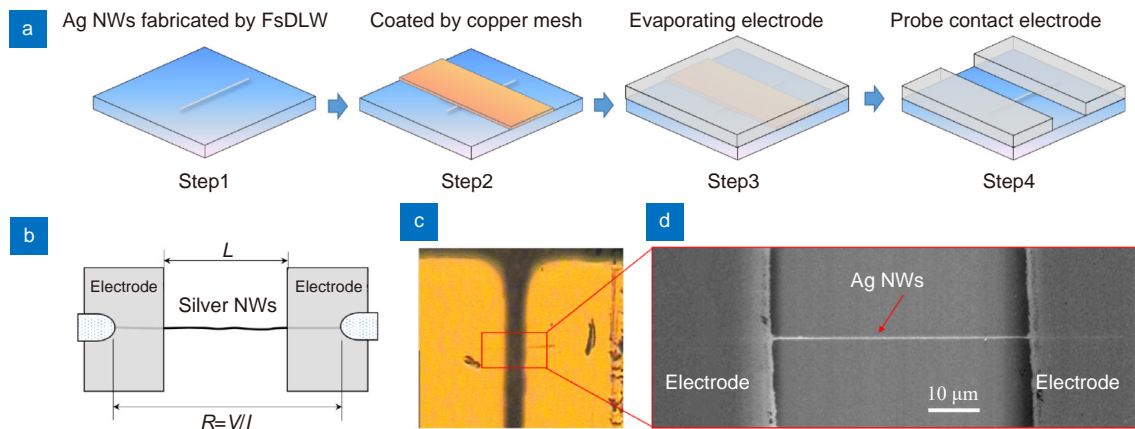 a
Ag NWs fabricated by FsDLW
Coated by copper mesh
Evaporating electrode
Probe contact electrode
Step1
Step2
Step3
Step4
b
L
Electrode
Electrode
Silver NWs
R=V/I
c
d
Ag NWs
Electrode
Electrode
10 μm